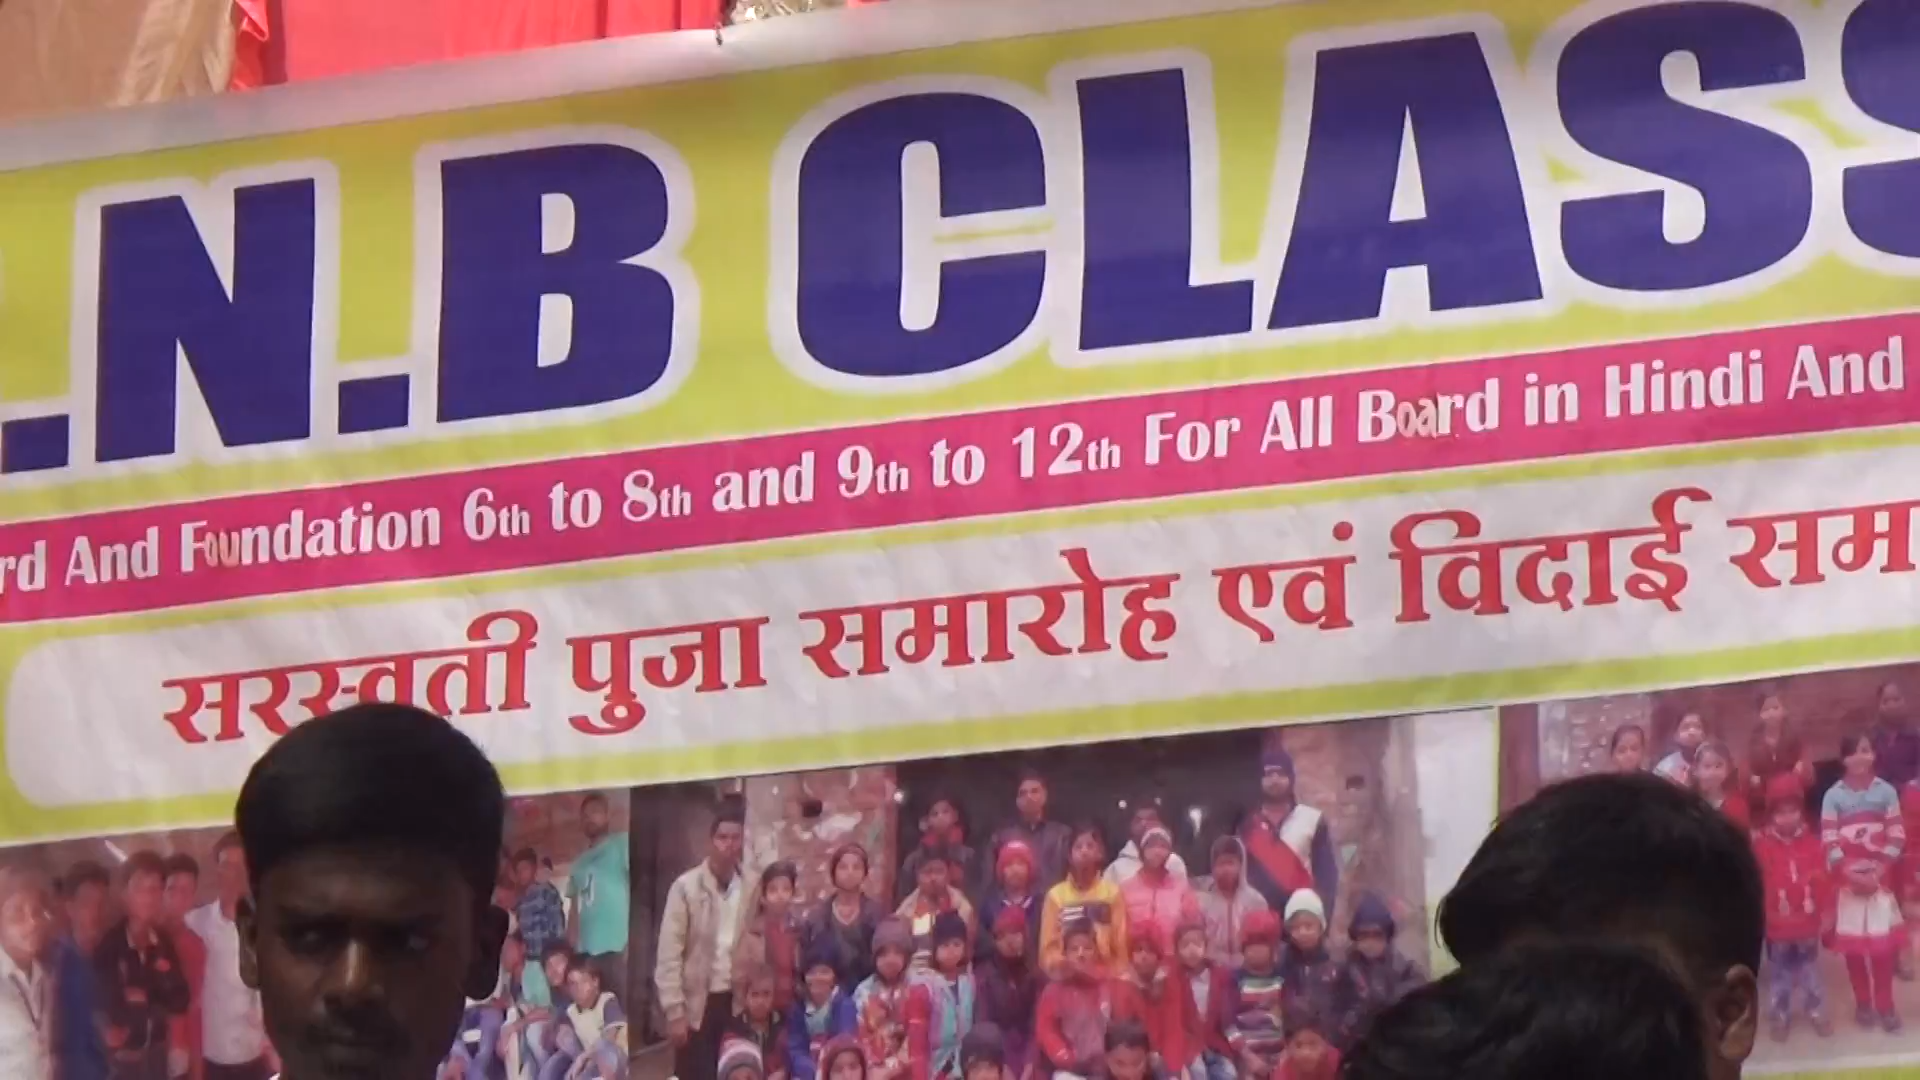 .N.B CLASS
And Foundation 6th to 8th and 9th to 12th For All Board in Hindi And
सरस्वती पुजा समारोह एवं विदाई सम